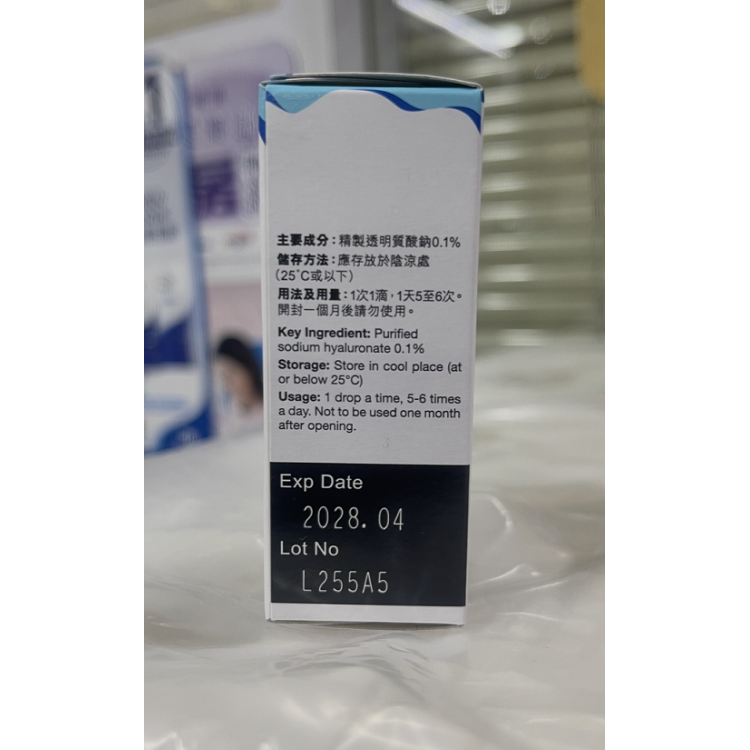 主要成分：精製透明質酸鈉0.1%
儲存方法：應存放於陰涼處
（25°C或以下）
用法及用量：1次1滴，1天5至6次。
開封一個月後請勿使用。
Key Ingredient: Purified
sodium hyaluronate 0.1%
Storage: Store in cool place (at
or below 25°C)
Usage: 1 drop a time, 5-6 times
a day. Not to be used one month
after opening.
Exp Date
2028. 04
Lot No
L255A5